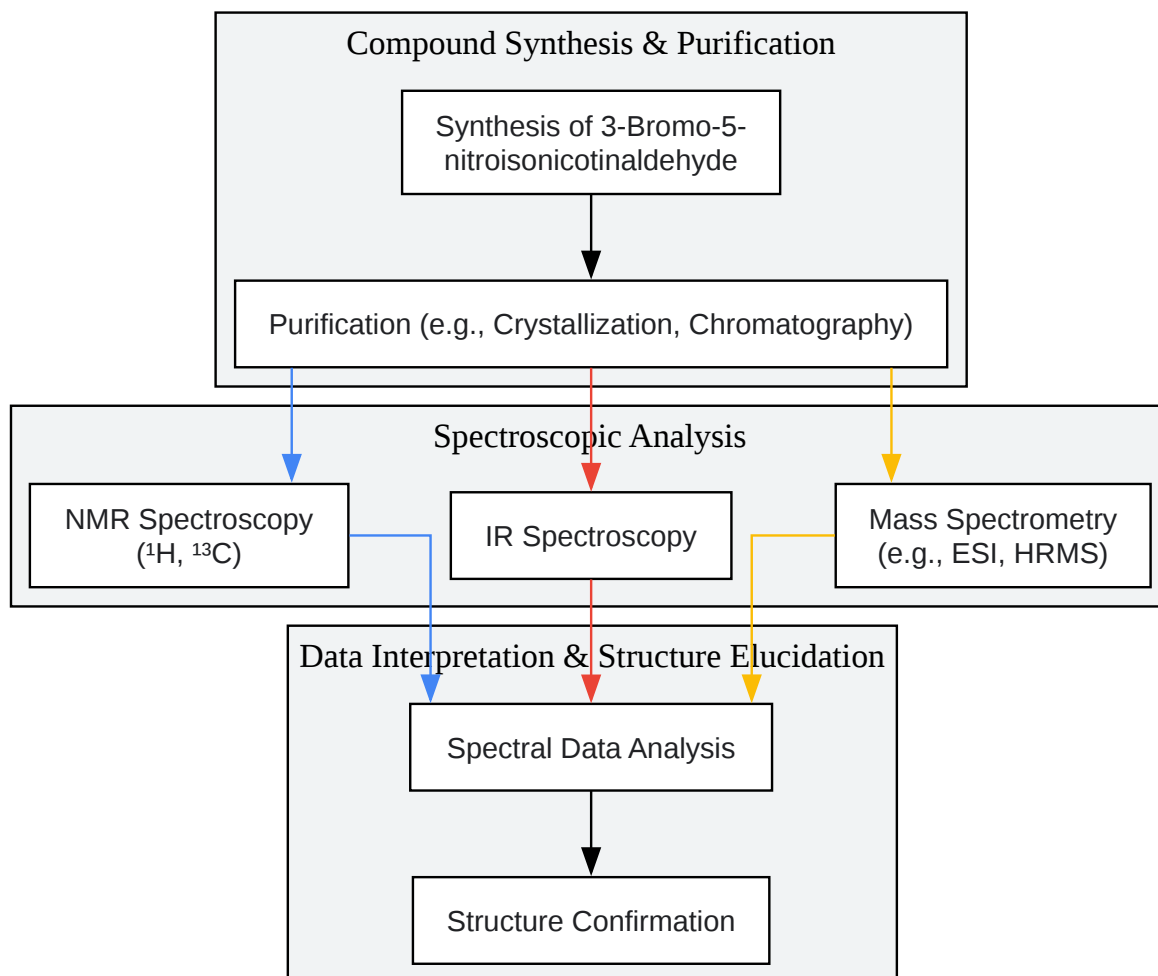 Compound Synthesis & Purification
Synthesis of 3-Bromo-5-
nitroisonicotinaldehyde
Purification (e.g., Crystallization, Chromatography)
Spectroscopic Analysis
NMR Spectroscopy
(¹H, ¹³C)
IR Spectroscopy
Mass Spectrometry
(e.g., ESI, HRMS)
Data Interpretation & Structure Elucidation
Spectral Data Analysis
Structure Confirmation